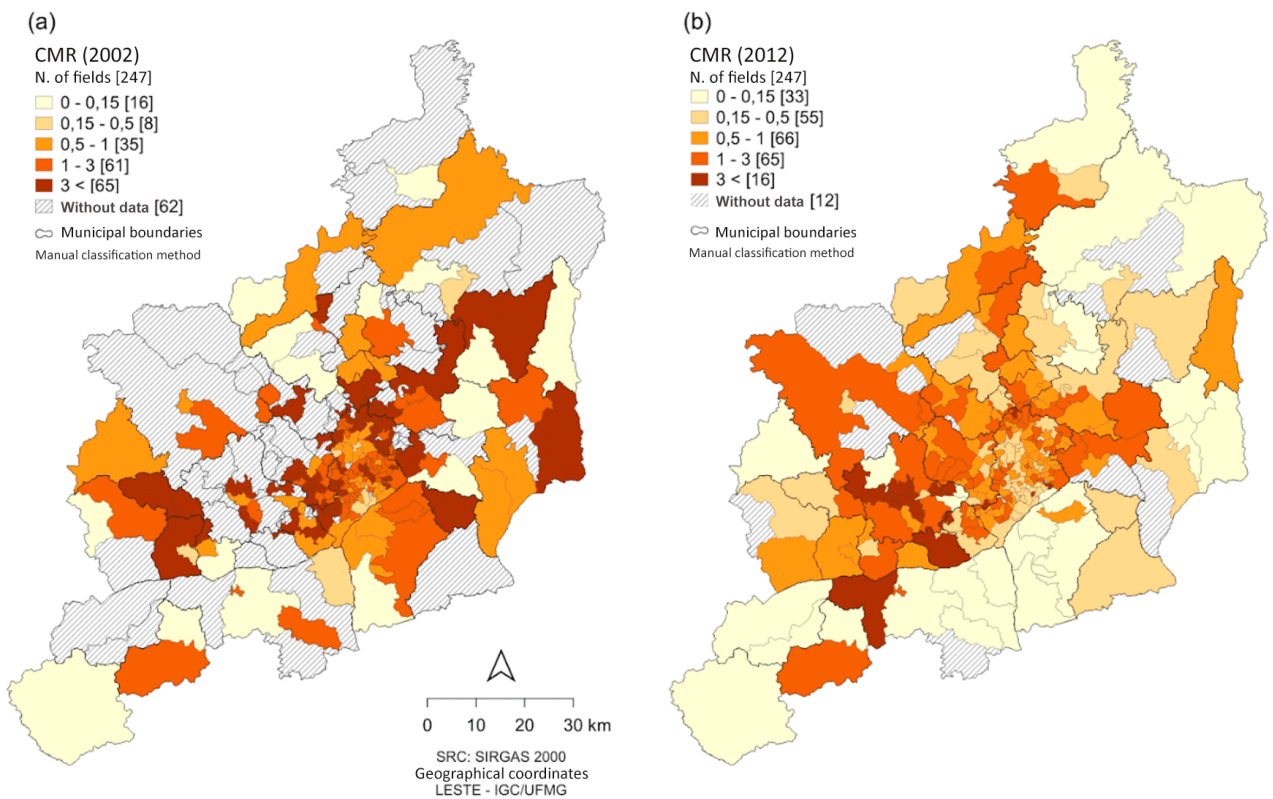 (a)
CMR (2002)
N. of fields [247]
0 - 0,15 [16]
0,15 - 0,5 [8]
0,5 - 1 [35]
1 - 3 [61]
3 < [65]
Without data [62]
Municipal boundaries
Manual classification method
(b)
CMR (2012)
N. of fields [247]
0 - 0,15 [33]
0,15 - 0,5 [55]
0,5 - 1 [66]
1 - 3 [65]
3 < [16]
Without data [12]
Municipal boundaries
Manual classification method
0 10 20 30 km
SRC: SIRGAS 2000
Geographical coordinates
LESTE - IGC/UFMG